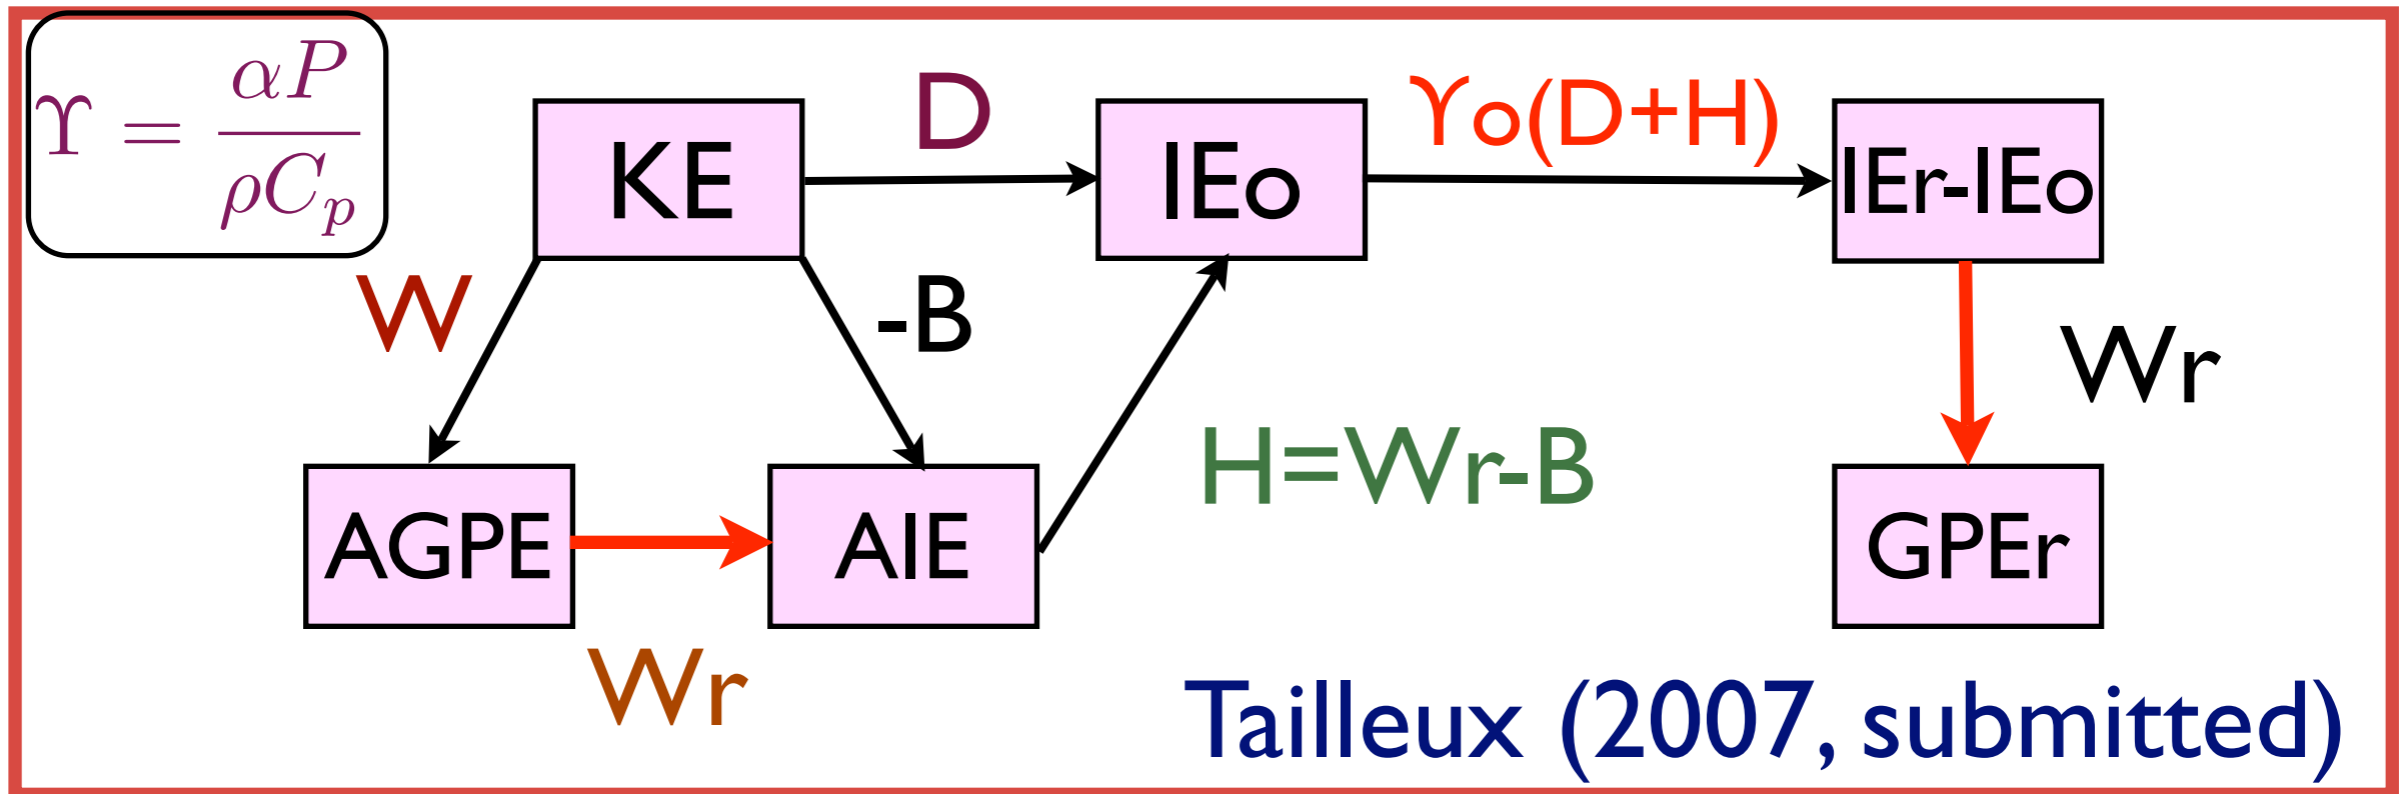 ϒ = αP / ρC_p
KE
D
IEo
ϒo(D+H)
IEr-IEo
W
-B
Wr
H=Wr-B
AGPE
AIE
GPEr
Wr
Tailleux (2007, submitted)